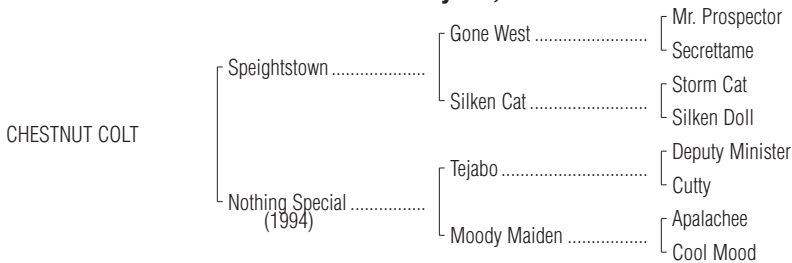 Mr. Prospector
Gone West ........................
Secrettame
Speightstown ....................
Storm Cat
Silken Cat .........................
Silken Doll
CHESTNUT COLT
Deputy Minister
Tejabo ..............................
Cutty
Nothing Special ................
(1994)
Apalachee
Moody Maiden .................
Cool Mood